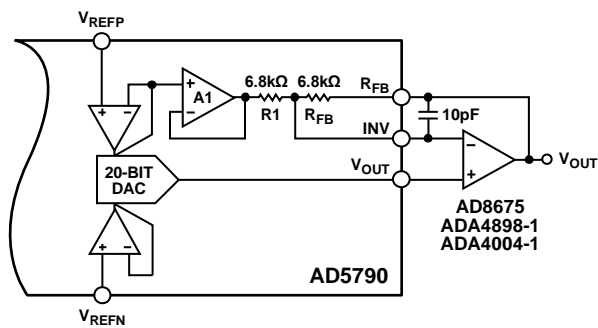 VREFP
A1
6.8kΩ
6.8kΩ
R1
RFB
RFB
10pF
INV
VOUT
20-BIT
DAC
VOUT
AD8675
ADA4898-1
ADA4004-1
AD5790
VREFN
+
−
+
−
−
+
+
−